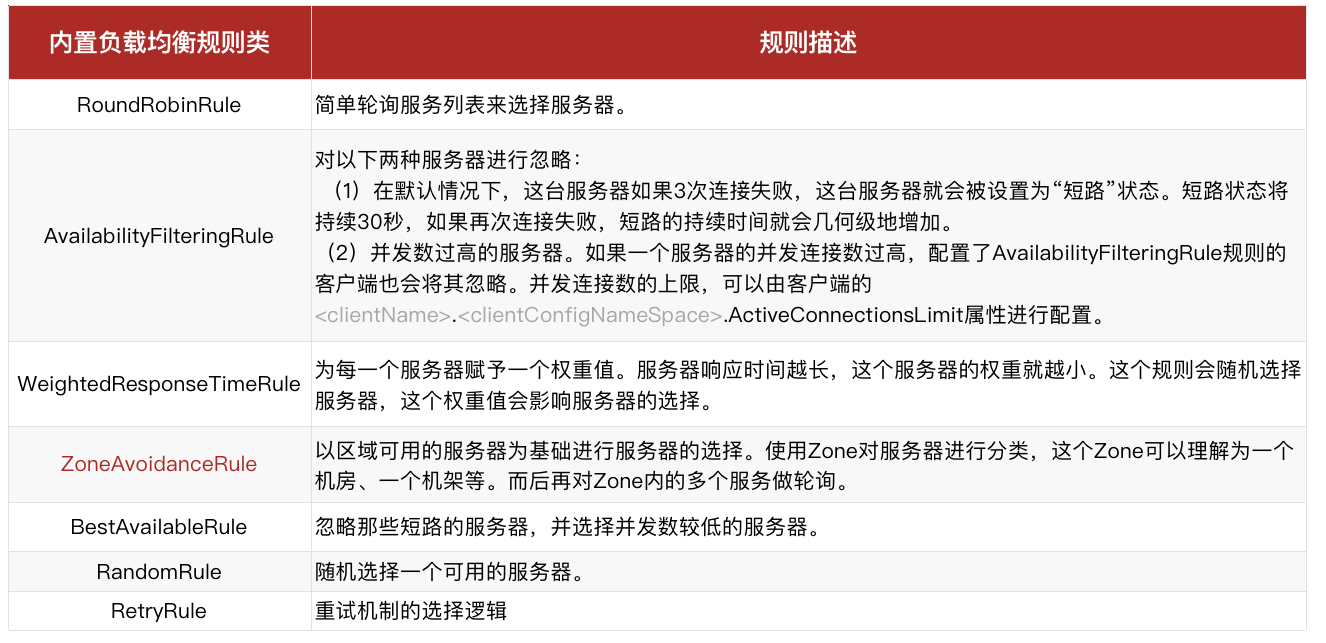 内置负载均衡规则类 规则描述
RoundRobinRule 简单轮询服务列表来选择服务器。
对以下两种服务器进行忽略：
（1）在默认情况下，这台服务器如果3次连接失败，这台服务器就会被设置为“短路”状态。短路状态将
持续30秒，如果再次连接失败，短路的持续时间就会几何级地增加。
AvailabilityFilteringRule
（2）并发数过高的服务器。如果一个服务器的并发连接数过高，配置了AvailabilityFilteringRule规则的
客户端也会将其忽略。并发连接数的上限，可以由客户端的
<clientName>.<clientConfigNameSpace>.ActiveConnectionsLimit属性进行配置。
WeightedResponseTimeRule
为每一个服务器赋予一个权重值。服务器响应时间越长，这个服务器的权重就越小。这个规则会随机选择
服务器，这个权重值会影响服务器的选择。
ZoneAvoidanceRule
以区域可用的服务器为基础进行服务器的选择。使用Zone对服务器进行分类，这个Zone可以理解为一个
机房、一个机架等。而后再对Zone内的多个服务做轮询。
BestAvailableRule 忽略那些短路的服务器，并选择并发数较低的服务器。
RandomRule 随机选择一个可用的服务器。
RetryRule 重试机制的选择逻辑